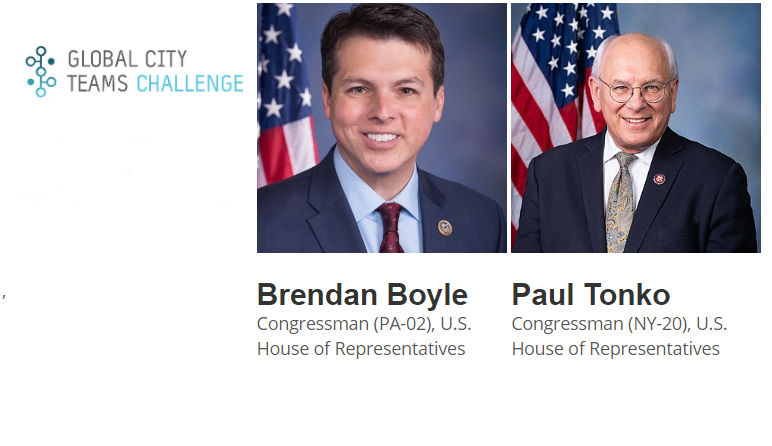 GLOBAL CITY
TEAMS CHALLENGE
,
Brendan Boyle
Congressman (PA-02), U.S.
House of Representatives
Paul Tonko
Congressman (NY-20), U.S.
House of Representatives